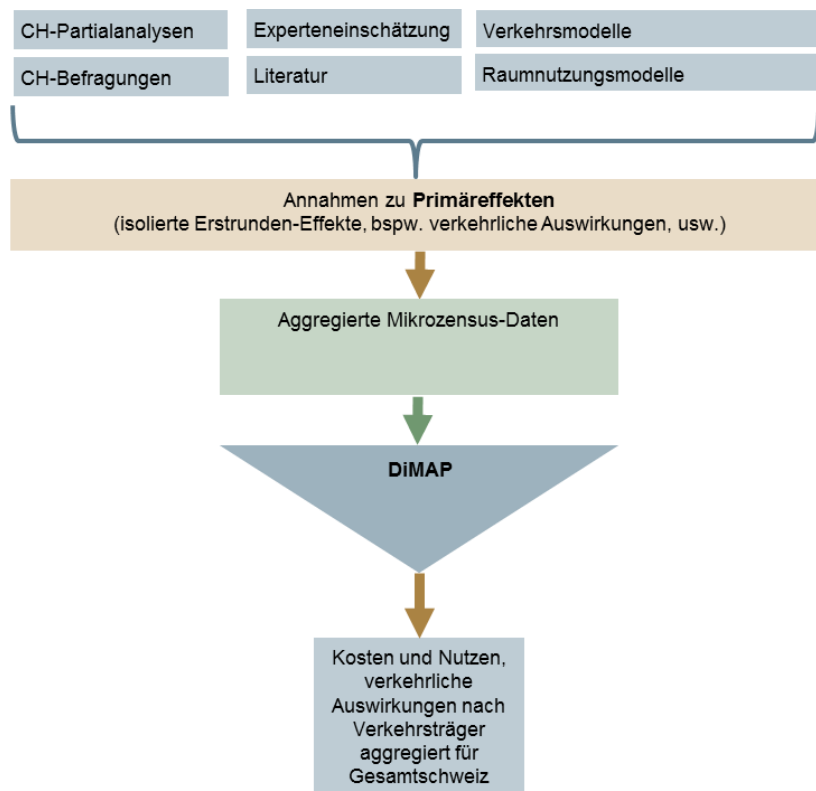 CH-Partialanalysen
Experteneinschätzung
Verkehrsmodelle
CH-Befragungen
Literatur
Raumnutzungsmodelle
Annahmen zu Primäreffekten
(isolierte Erstrunden-Effekte, bspw. verkehrliche Auswirkungen, usw.)
Aggregierte Mikrozensus-Daten
DiMAP
Kosten und Nutzen,
verkehrliche
Auswirkungen nach
Verkehrsträger
aggregiert für
Gesamtschweiz